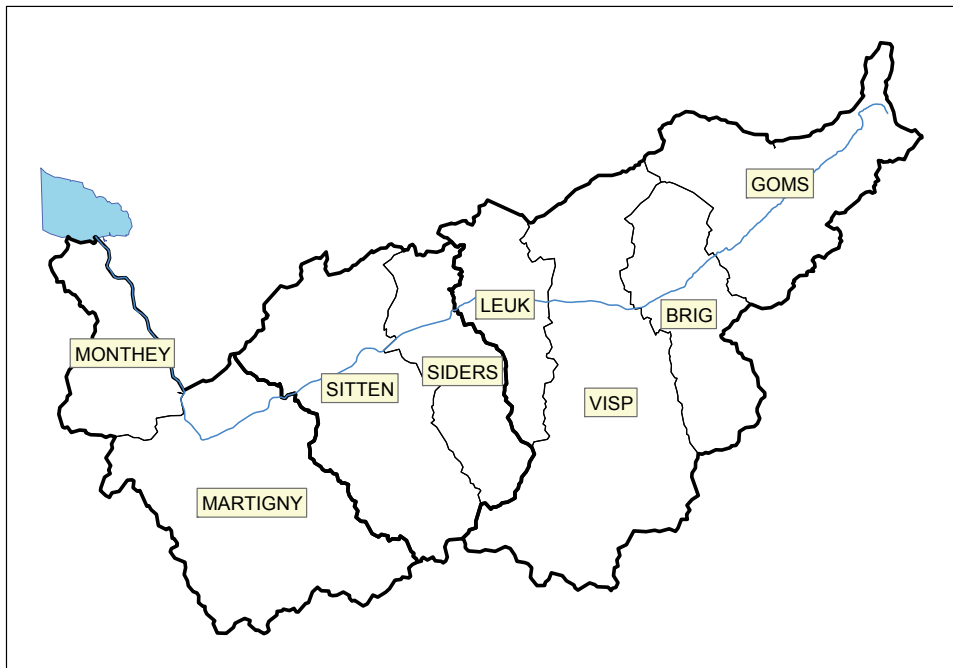 GOMS
LEUK
BRIG
MONTHEY
SITTEN
SIDERS
VISP
MARTIGNY